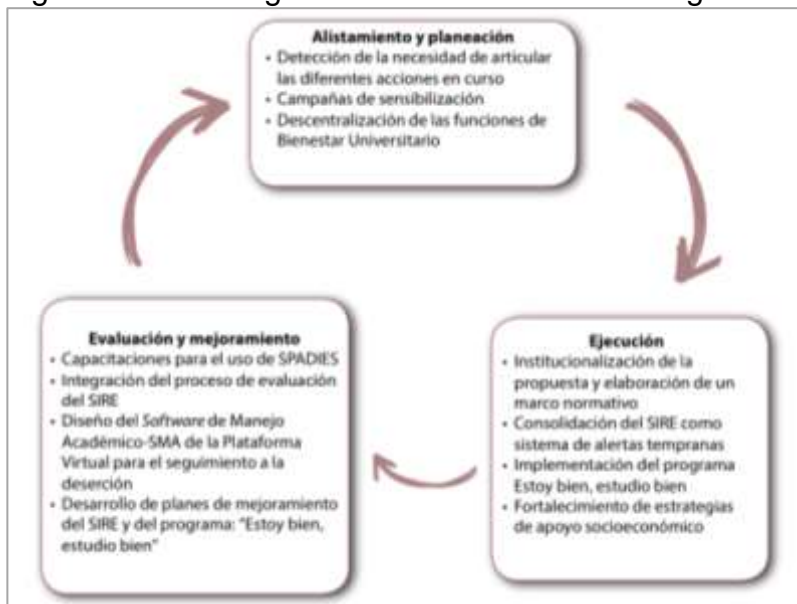 Alistamiento y planeación
• Detección de la necesidad de articular
las diferentes acciones en curso
• Campañas de sensibilización
• Descentralización de las funciones de
Bienestar Universitario
Evaluación y mejoramiento
• Capacitaciones para el uso de SPADIES
• Integración del proceso de evaluación
del SIRE
• Diseño del Software de Manejo
Académico-SMA de la Plataforma
Virtual para el seguimiento a la
deserción
• Desarrollo de planes de mejoramiento
del SIRE y del programa: "Estoy bien,
estudio bien"
Ejecución
• Institucionalización de la
propuesta y elaboración de un
marco normativo
• Consolidación del SIRE como
sistema de alertas tempranas
• Implementación del programa
Estoy bien, estudio bien
• Fortalecimiento de estrategias
de apoyo socioeconómico